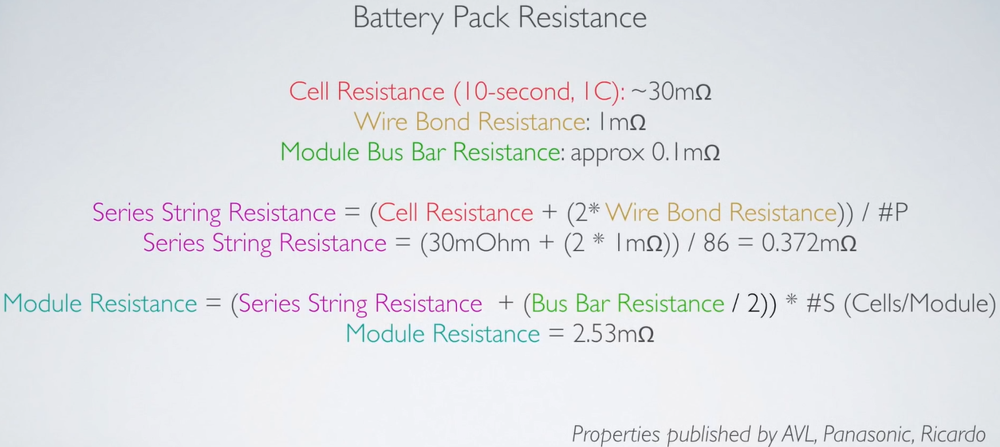 Battery Pack Resistance
Cell Resistance (10-second, 1C): ~30mΩ
Wire Bond Resistance: 1mΩ
Module Bus Bar Resistance: approx 0.1mΩ
Series String Resistance = (Cell Resistance + (2* Wire Bond Resistance)) / #P
Series String Resistance = (30mOhm + (2 * 1mΩ)) / 86 = 0.372mΩ
Module Resistance = (Series String Resistance + (Bus Bar Resistance / 2)) * #S (Cells/Module)
Module Resistance = 2.53mΩ
Properties published by AVL, Panasonic, Ricardo